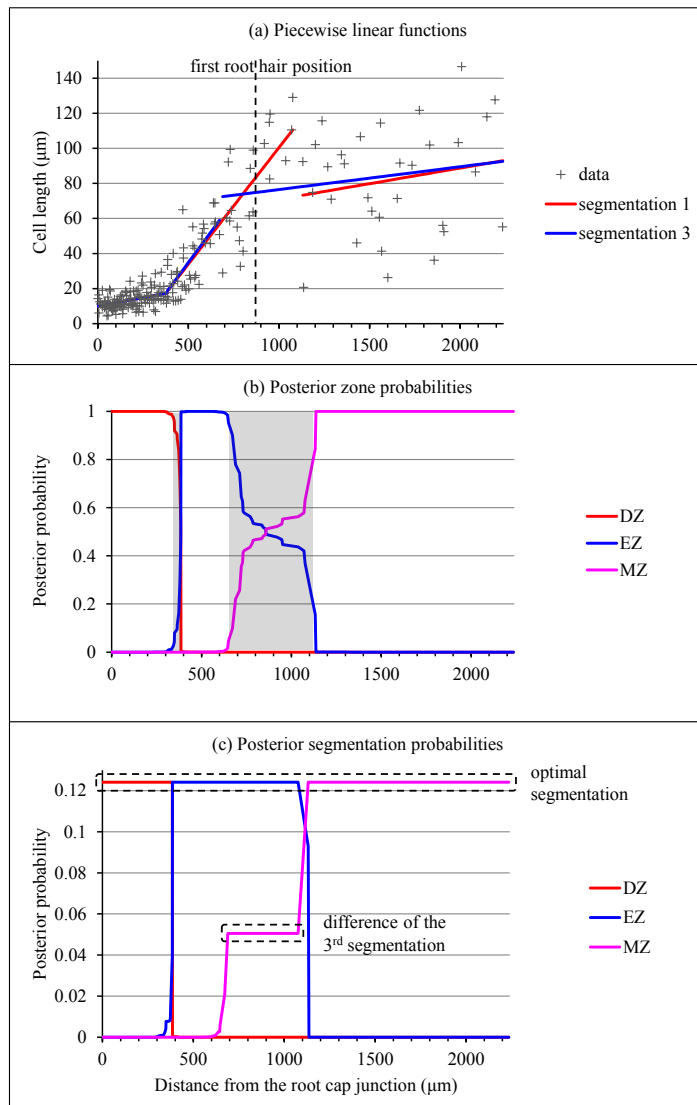 (a) Piecewise linear functions
first root hair position
Cell length (μm)
140
120
100
80
60
40
20
0
0 500 1000 1500 2000
data
segmentation 1
segmentation 3
(b) Posterior zone probabilities
Posterior probability
1
0.8
0.6
0.4
0.2
0
0 500 1000 1500 2000
DZ
EZ
MZ
(c) Posterior segmentation probabilities
optimal
segmentation
Posterior probability
0.12
0.1
0.08
0.06
0.04
0.02
0
difference of the
3rd segmentation
DZ
EZ
MZ
0 500 1000 1500 2000
Distance from the root cap junction (μm)